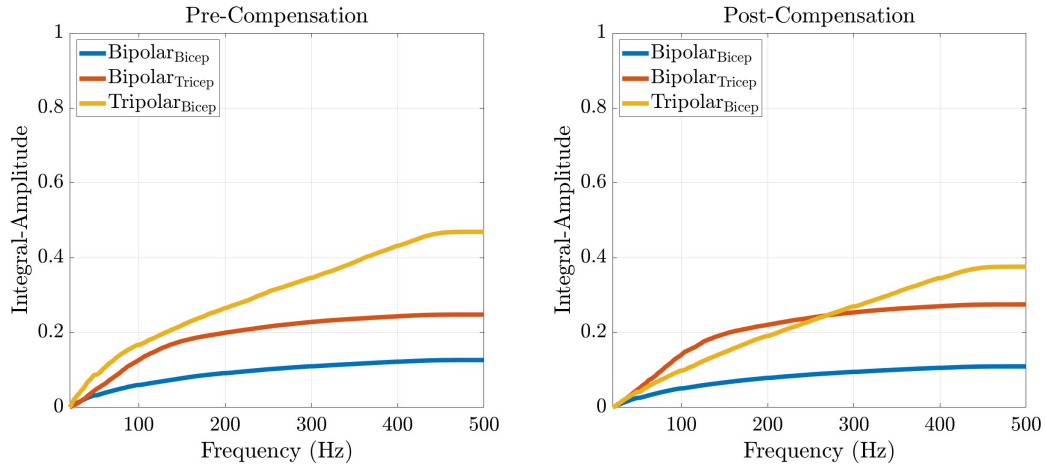 Pre-Compensation
1
0.8
0.6
0.4
0.2
0
Integral-Amplitude
Bipolar_Bicep
Bipolar_Tricep
Tripolar_Bicep
100
200
300
400
500
Frequency (Hz)
Post-Compensation
1
0.8
0.6
0.4
0.2
0
Integral-Amplitude
Bipolar_Bicep
Bipolar_Tricep
Tripolar_Bicep
100
200
300
400
500
Frequency (Hz)